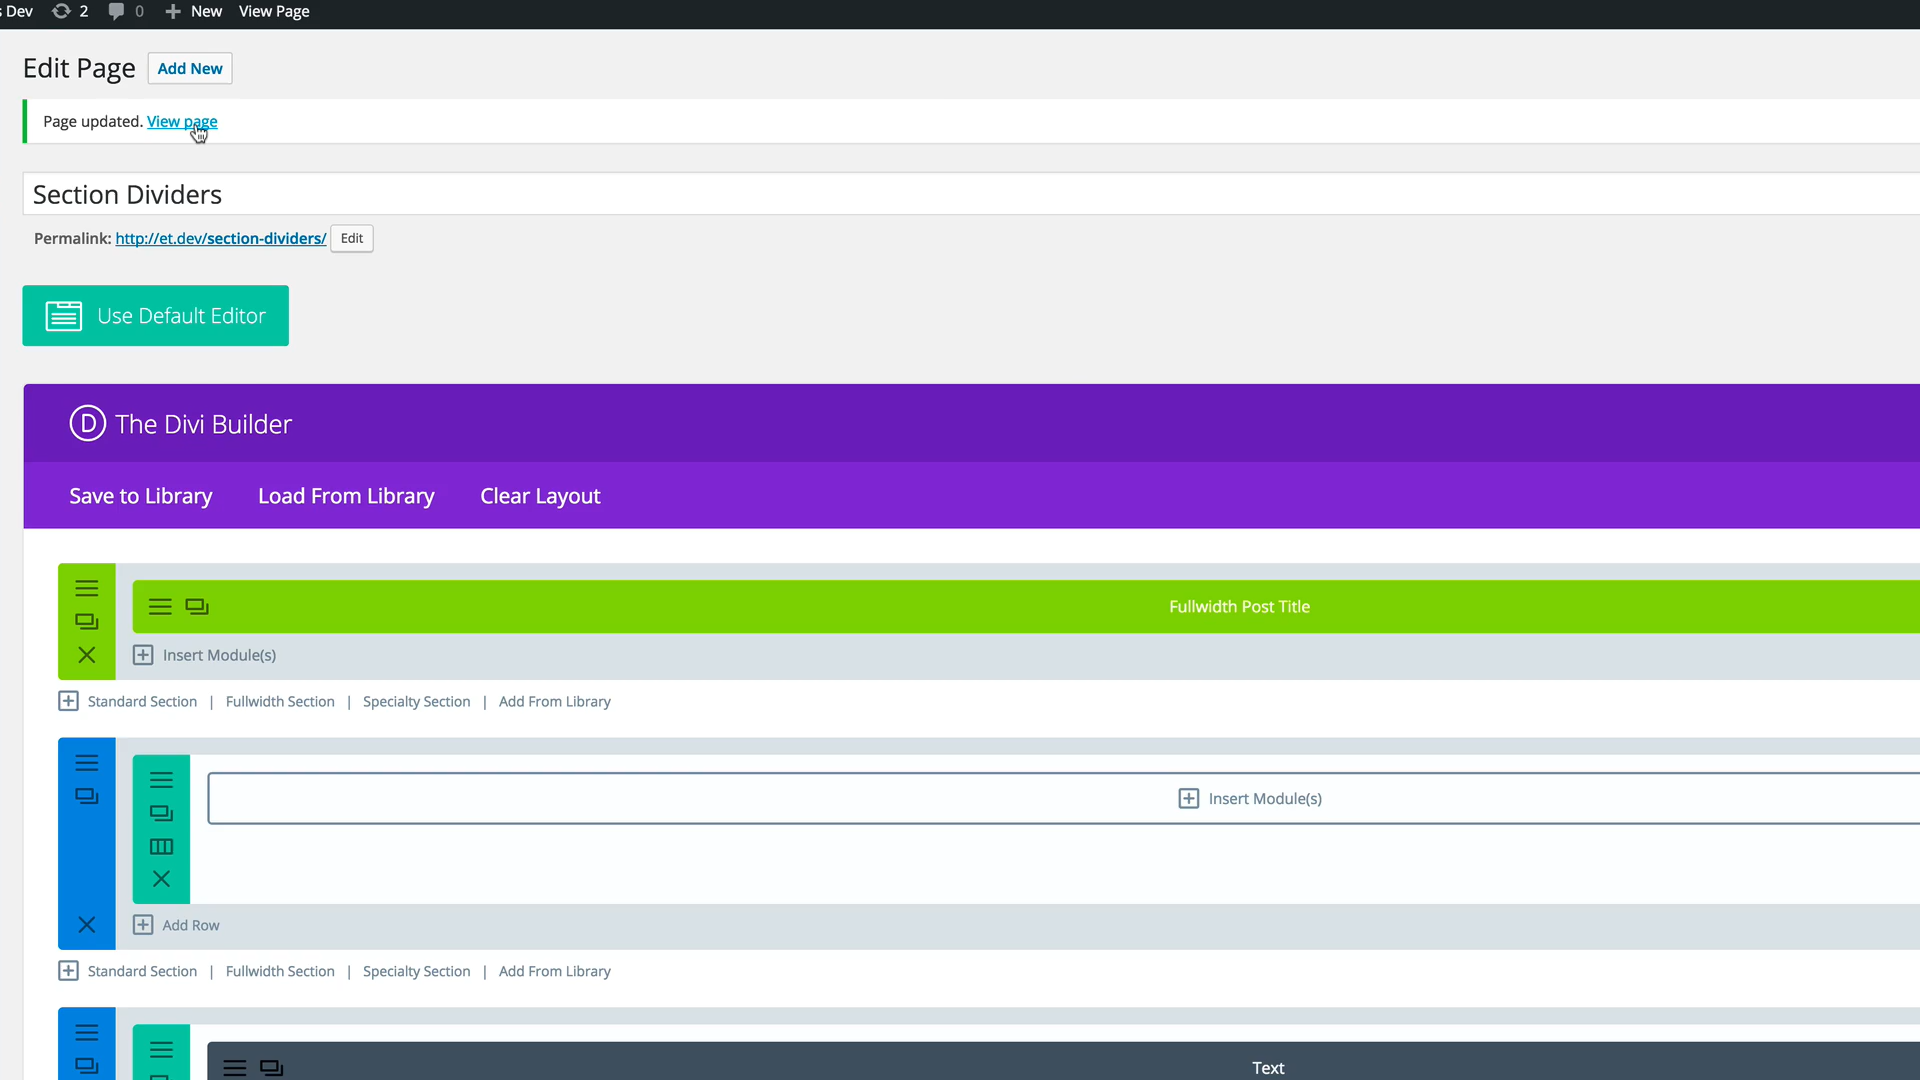 s Dev 2 0 New View Page
Edit Page Add New
Page updated. View page
Section Dividers
Permalink: http://et.dev/section-dividers/ Edit
Use Default Editor
D The Divi Builder
Save to Library Load From Library Clear Layout
Fullwidth Post Title
Insert Module(s)
Standard Section | Fullwidth Section | Specialty Section | Add From Library
Insert Module(s)
Add Row
Standard Section | Fullwidth Section | Specialty Section | Add From Library
Text